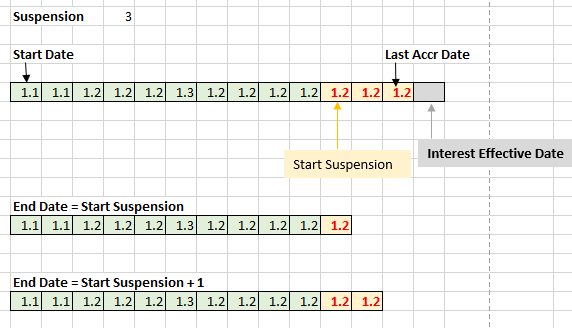 Suspension 3
Start Date Last Accr Date
1.1 1.1 1.2 1.2 1.2 1.3 1.2 1.2 1.2 1.2 1.2 1.2 1.2
Start Suspension
Interest Effective Date
End Date = Start Suspension
1.1 1.1 1.2 1.2 1.2 1.3 1.2 1.2 1.2 1.2 1.2
End Date = Start Suspension + 1
1.1 1.1 1.2 1.2 1.2 1.3 1.2 1.2 1.2 1.2 1.2 1.2